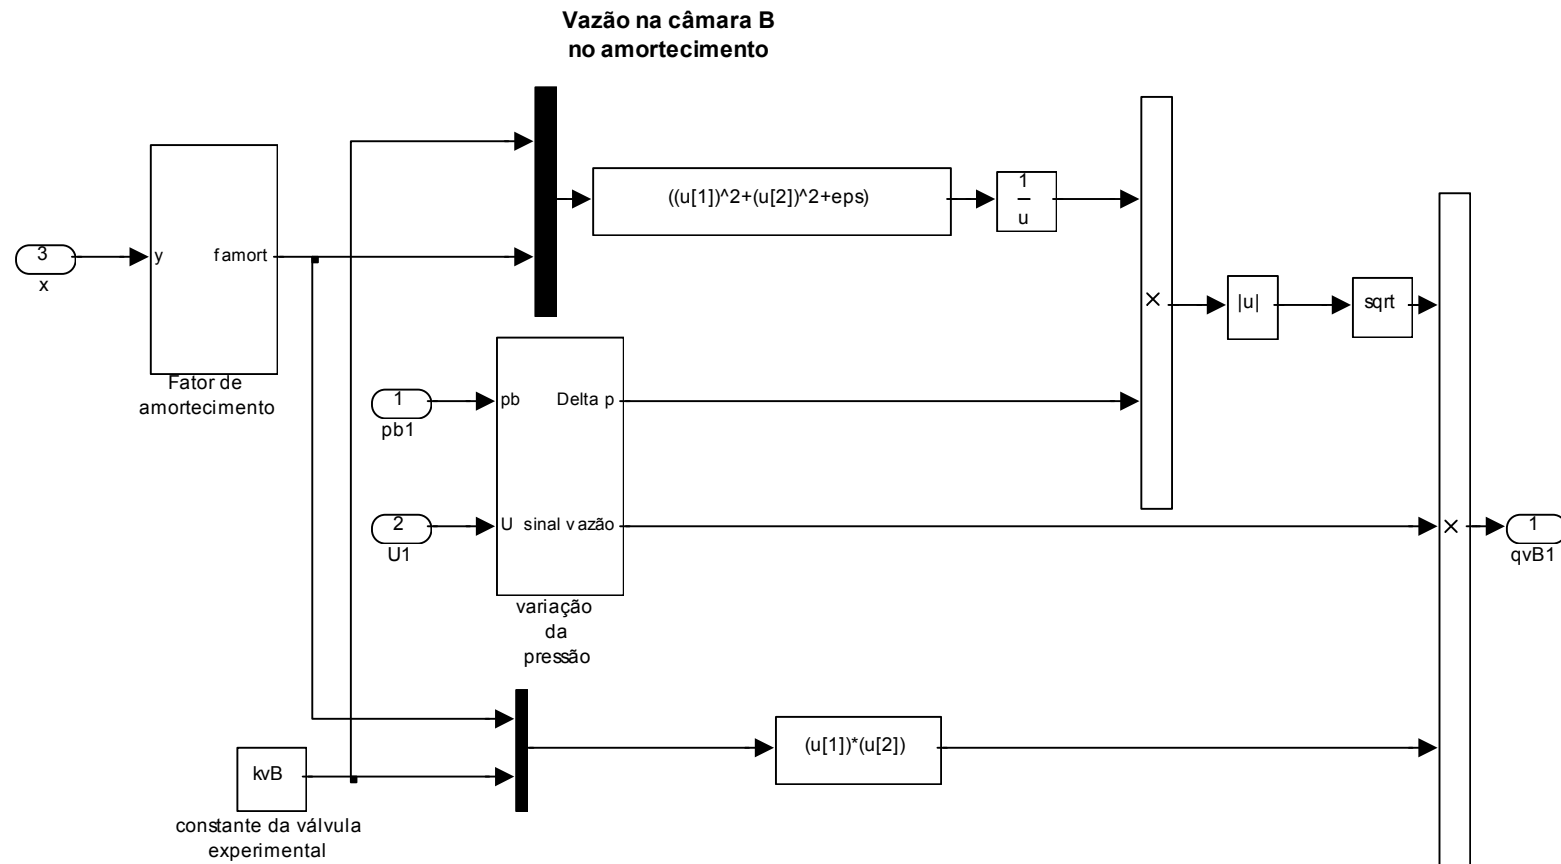 Vazão na câmara B
no amortecimento
((u[1])^2+(u[2])^2+eps)
1
u
3
x
y
famort
Fator de
amortecimento
×
|u|
sqrt
1
pb1
pb
Delta p
2
U1
U
sinal vazão
variação
da
pressão
×
1
qvB1
(u[1])*(u[2])
kvB
constante da válvula
experimental